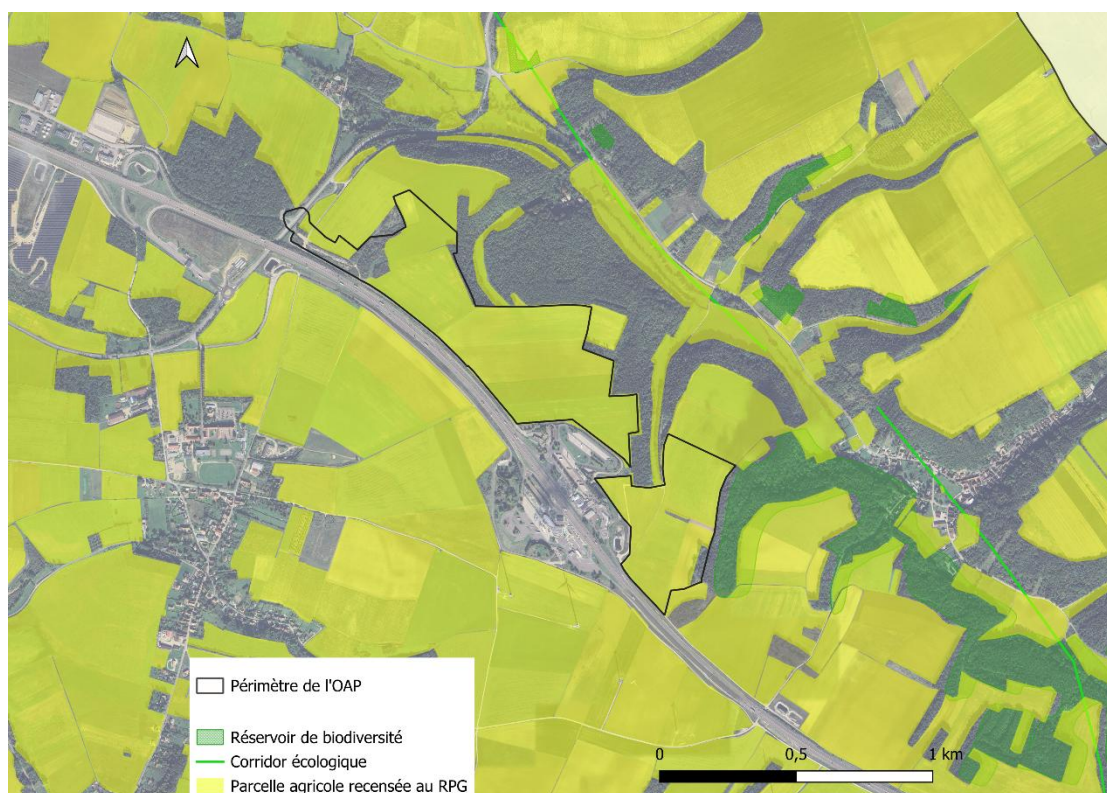 Périmètre de l'OAP
Réservoir de biodiversité
Corridor écologique
Parcelle agricole recensée au RPG
0 0,5 1 km